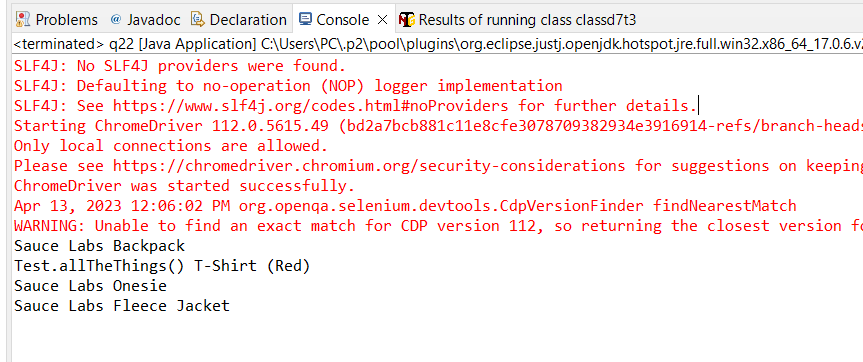 Problems @ Javadoc Declaration Console Results of running class classd7t3
<terminated> q22 [Java Application] C:\Users\PC\.p2\pool\plugins\org.eclipse.justj.openjdk.hotspot.jre.full.win32.x86_64_17.0.6.v
SLF4J: No SLF4J providers were found.
SLF4J: Defaulting to no-operation (NOP) logger implementation
SLF4J: See https://www.slf4j.org/codes.html#noProviders for further details.
Starting ChromeDriver 112.0.5615.49 (bd2a7bcb881c11e8cfe3078709382934e3916914-refs/branch-heads
Only local connections are allowed.
Please see https://chromedriver.chromium.org/security-considerations for suggestions on keeping
ChromeDriver was started successfully.
Apr 13, 2023 12:06:02 PM org.openqa.selenium.devtools.CdpVersionFinder findNearestMatch
WARNING: Unable to find an exact match for CDP version 112, so returning the closest version fo
Sauce Labs Backpack
Test.allTheThings() T-Shirt (Red)
Sauce Labs Onesie
Sauce Labs Fleece Jacket